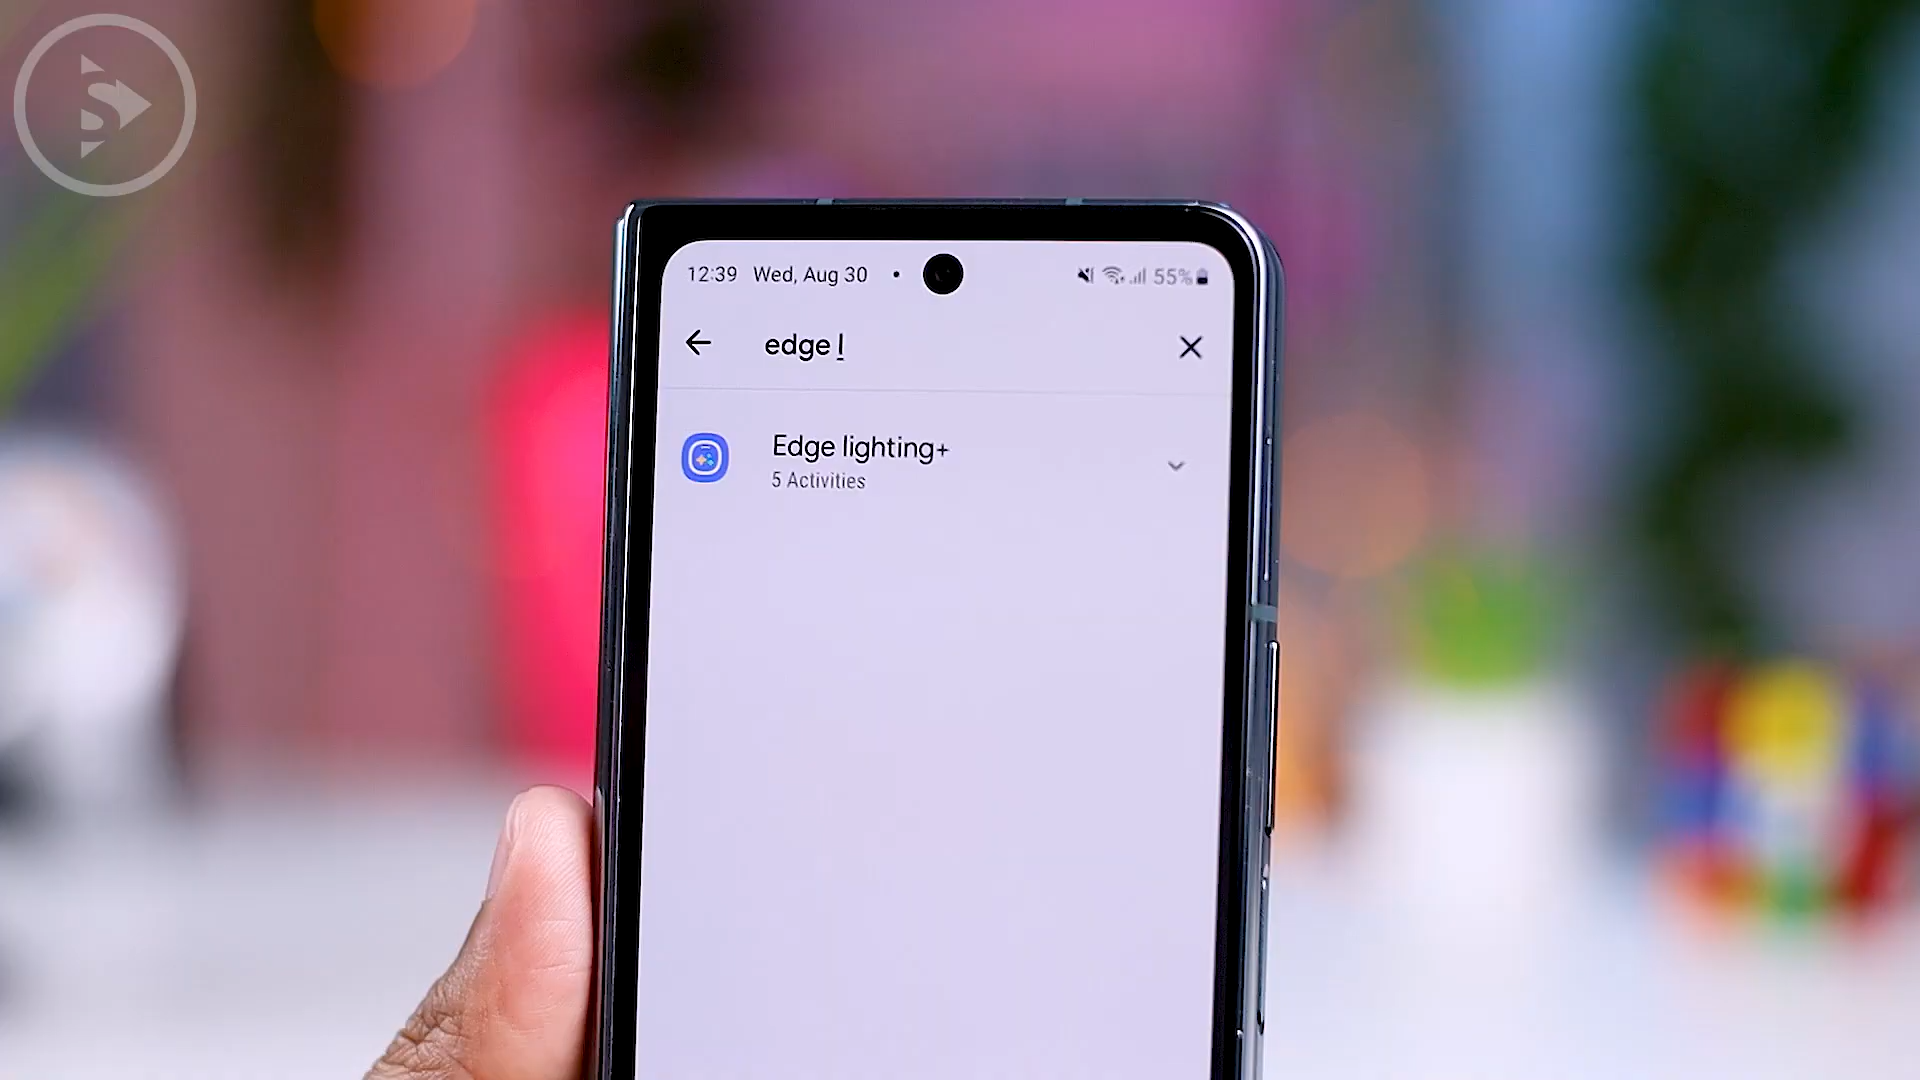 12:39 Wed, Aug 30 55%
edge l
Edge lighting+
5 Activities
S